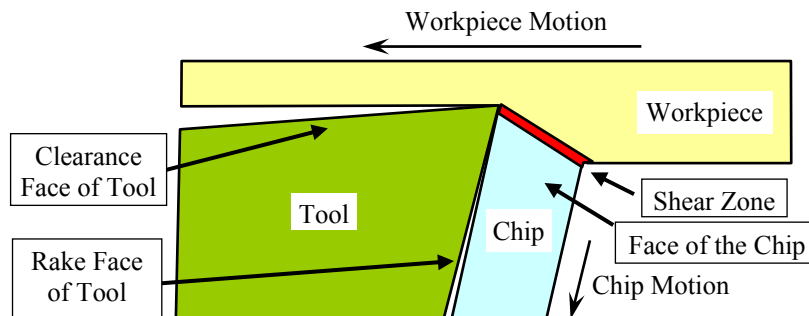 Workpiece Motion
Workpiece
Clearance
Face of Tool
Tool
Shear Zone
Chip
Face of the Chip
Rake Face
of Tool
Chip Motion